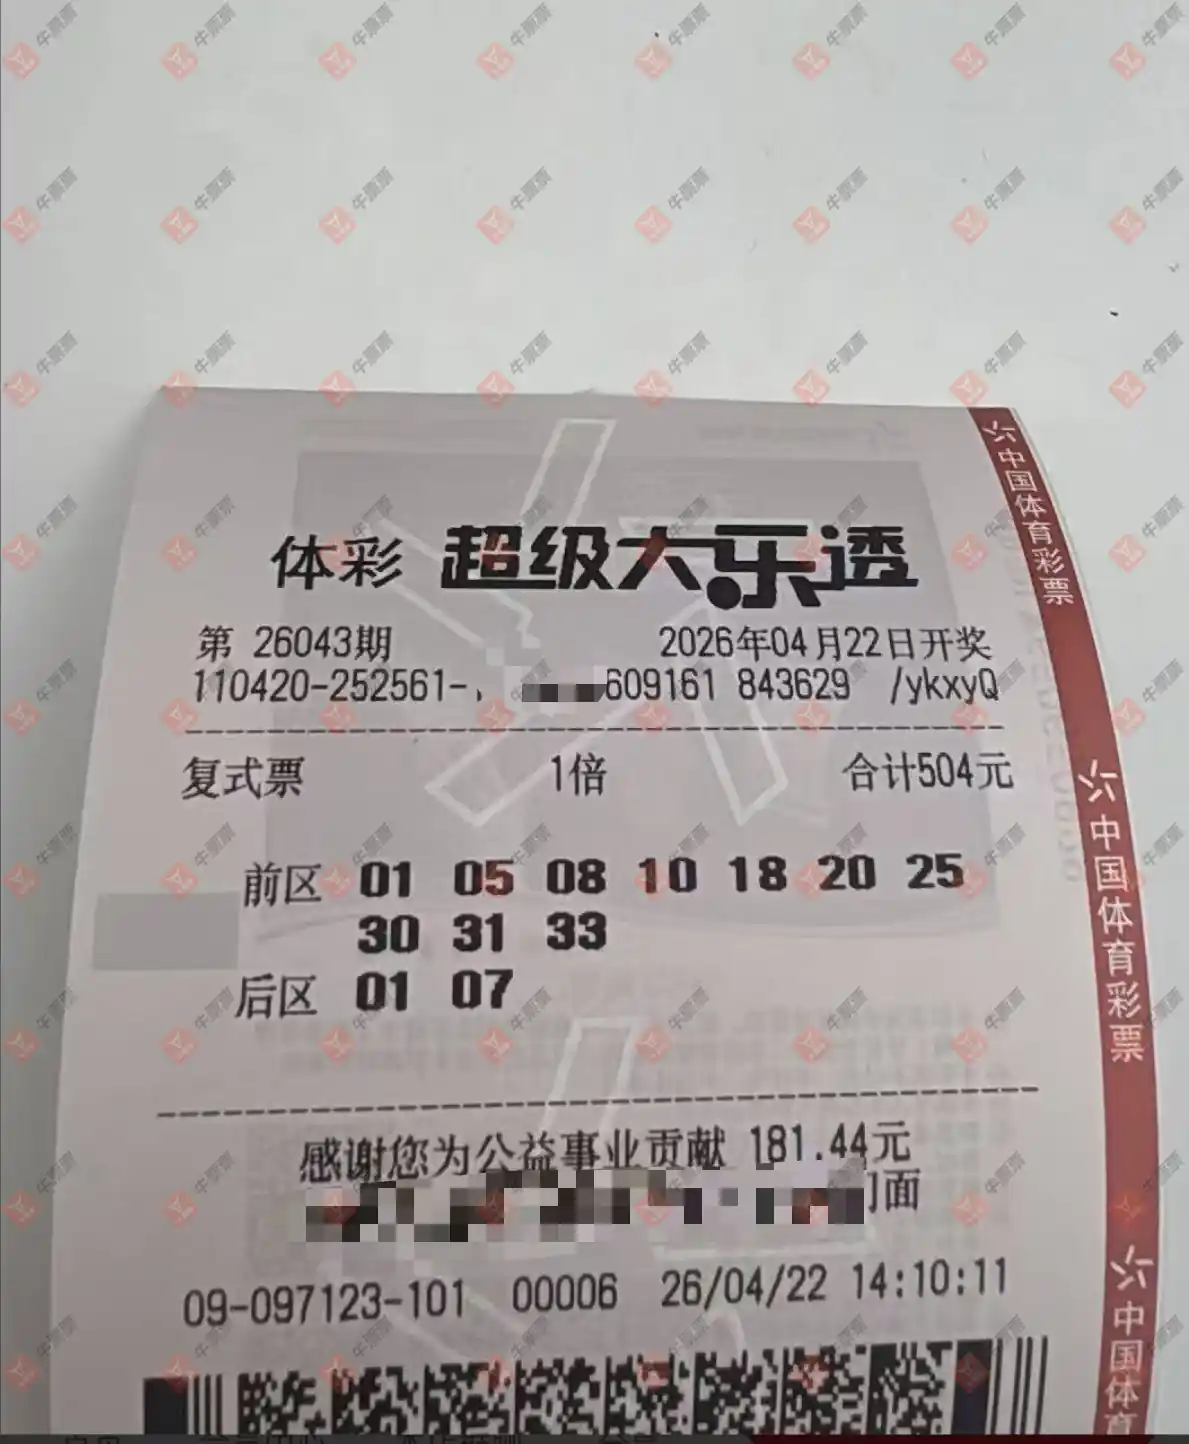 体彩 超级大乐透
第 26043期 2026年04月22日开奖
110420-252561- 609161 843629 /ykxyQ
复式票 1倍 合计504元
前区 01 05 08 10 18 20 25
30 31 33
后区 01 07
感谢您为公益事业贡献 181.44元
门面
09-097123-101 00006 26/04/22 14:10:11
中国体育彩票
中国体育彩票
中国体育
牛票票